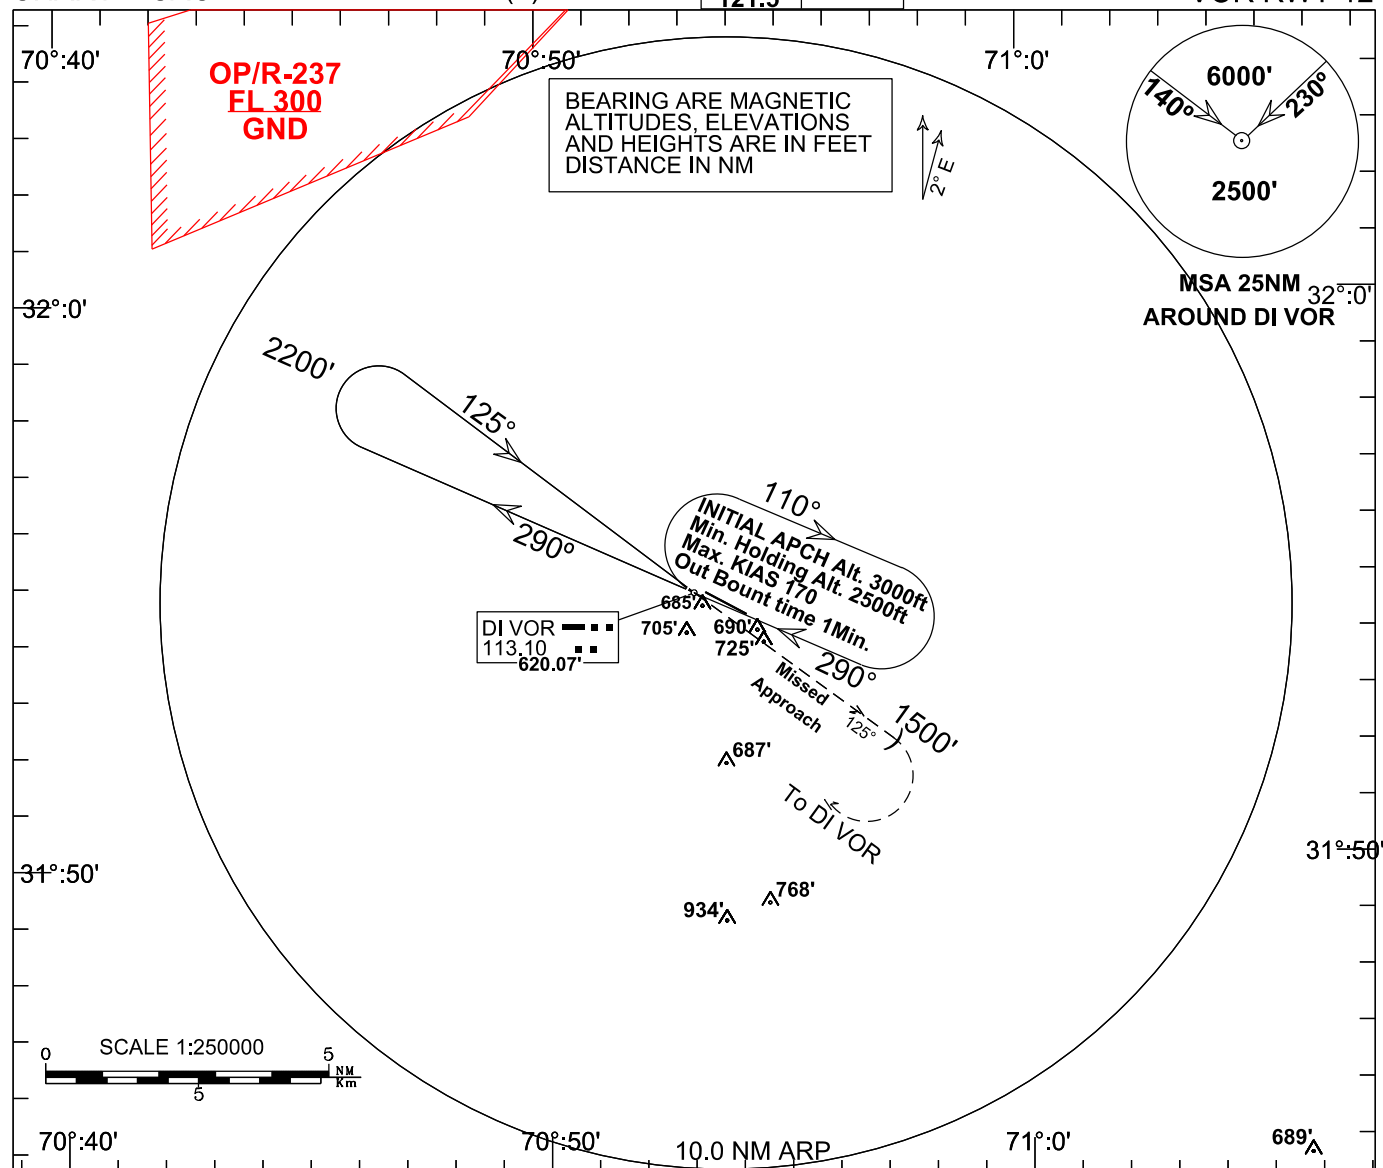 121.5
70°:40'
70°:50'
71°:0'
OP/R-237
FL 300
GND
BEARING ARE MAGNETIC
ALTITUDES, ELEVATIONS
AND HEIGHTS ARE IN FEET
DISTANCE IN NM
2° E
6000'
140°
230°
2500'
MSA 25NM
AROUND DI VOR
32°:0'
32°:0'
2200'
125°
290°
110°
INITIAL APCH Alt. 3000ft
Min. Holding Alt. 2500ft
Max. KIAS 170
Out Bount time 1Min.
290°
685'
705'
690'
725'
DI VOR
113.10
620.07'
Missed
Approach
125°
1500'
To DI VOR
687'
768'
934'
31°:50'
31°:50'
SCALE 1:250000
0
5
NM
Km
5
70°:40'
70°:50'
71°:0'
10.0 NM ARP
689'